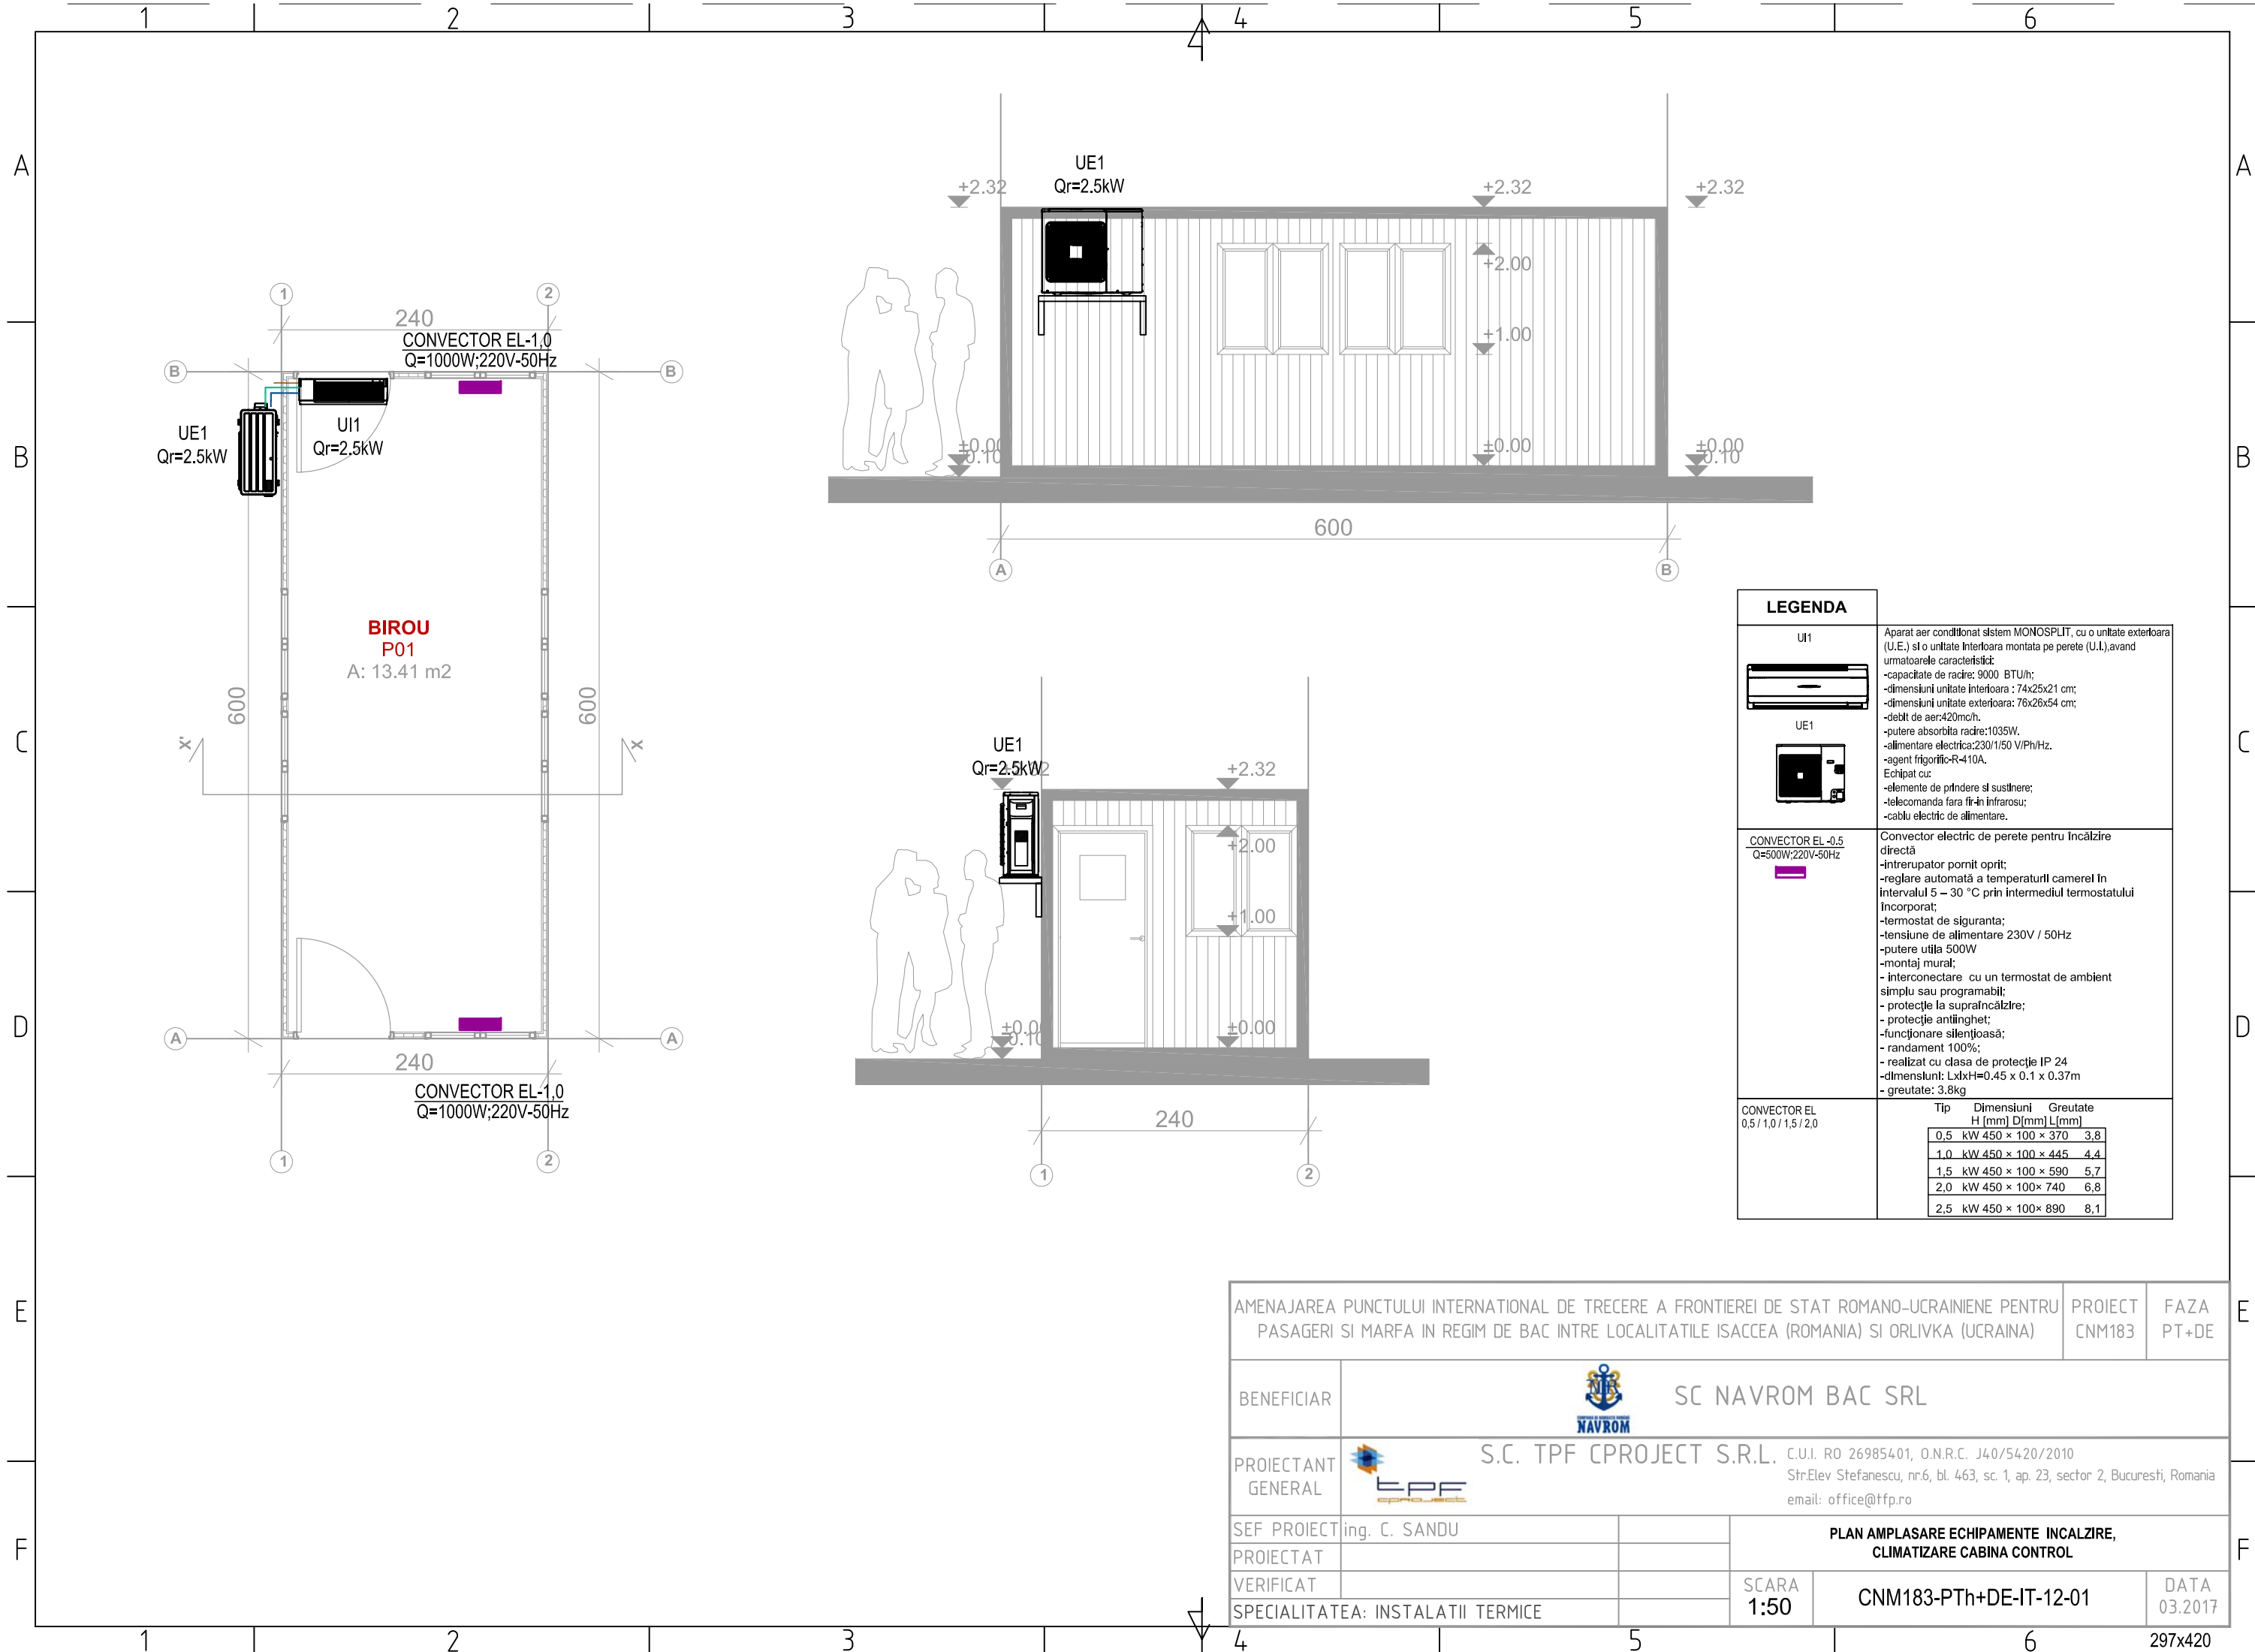 1 2 3 4 5 6
A
B
C
D
E
F
A
B
C
D
E
F
1
2
240
CONVECTOR EL-1,0
Q=1000W;220V-50Hz
B
B
UE1
Qr=2.5kW
UI1
Qr=2.5kW
BIROU
P01
A: 13.41 m2
600
600
X'
X
A
A
240
CONVECTOR EL-1,0
Q=1000W;220V-50Hz
1
2
UE1
Qr=2.5kW
+2.32
+2.32
+2.32
+2.00
+1.00
±0.00
-0.10
±0.00
±0.00
-0.10
600
A
B
UE1
Qr=2.5kW
+2.32
+2.00
+1.00
±0.00
-0.10
±0.00
240
1
2
LEGENDA
UI1
UE1
Aparat aer conditionat sistem MONOSPLIT, cu o unitate exterioara
(U.E.) si o unitate interioara montata pe perete (U.I.),avand
urmatoarele caracteristici:
-capacitate de racire: 9000 BTU/h;
-dimensiuni unitate interioara : 74x25x21 cm;
-dimensiuni unitate exterioara: 76x26x54 cm;
-debit de aer:420mc/h.
-putere absorbita racire:1035W.
-alimentare electrica:230/1/50 V/Ph/Hz.
-agent frigorific-R-410A.
Echipat cu:
-elemente de prindere si sustinere;
-telecomanda fara fir-in infrarosu;
-cablu electric de alimentare.
CONVECTOR EL -0.5
Q=500W;220V-50Hz
Convector electric de perete pentru încălzire
directă
-intrerupator pornit oprit;
-reglare automată a temperaturii camerei în
intervalul 5 – 30 °C prin intermediul termostatului
încorporat;
-termostat de siguranta;
-tensiune de alimentare 230V / 50Hz
-putere utila 500W
-montaj mural;
- interconectare cu un termostat de ambient
simplu sau programabil;
- protecţie la supraîncălzire;
- protecţie antiinghet;
-funcţionare silenţioasă;
- randament 100%;
- realizat cu clasa de protecţie IP 24
-dimensiuni: LxlxH=0.45 x 0.1 x 0.37m
- greutate: 3.8kg
CONVECTOR EL
0,5 / 1,0 / 1,5 / 2,0
Tip Dimensiuni Greutate
H [mm] D[mm] L[mm]
0,5 kW 450 × 100 × 370 3,8
1,0 kW 450 × 100 × 445 4,4
1,5 kW 450 × 100 × 590 5,7
2,0 kW 450 × 100× 740 6,8
2,5 kW 450 × 100× 890 8,1
AMENAJAREA PUNCTULUI INTERNATIONAL DE TRECERE A FRONTIEREI DE STAT ROMANO-UCRAINIENE PENTRU
PASAGERI SI MARFA IN REGIM DE BAC INTRE LOCALITATILE ISACCEA (ROMANIA) SI ORLIVKA (UCRAINA)
PROIECT
CNM183
FAZA
PT+DE
BENEFICIAR
NAVROM
SC NAVROM BAC SRL
PROIECTANT
GENERAL
tpf
cproject
S.C. TPF CPROJECT S.R.L.
C.U.I. RO 26985401, O.N.R.C. J40/5420/2010
Str.Elev Stefanescu, nr.6, bl. 463, sc. 1, ap. 23, sector 2, Bucuresti, Romania
email: office@tfp.ro
SEF PROIECT ing. C. SANDU
PROIECTAT
VERIFICAT
SPECIALITATEA: INSTALATII TERMICE
PLAN AMPLASARE ECHIPAMENTE INCALZIRE,
CLIMATIZARE CABINA CONTROL
SCARA
1:50
CNM183-PTh+DE-IT-12-01
DATA
03.2017
1 2 3 4 5 6
297x420